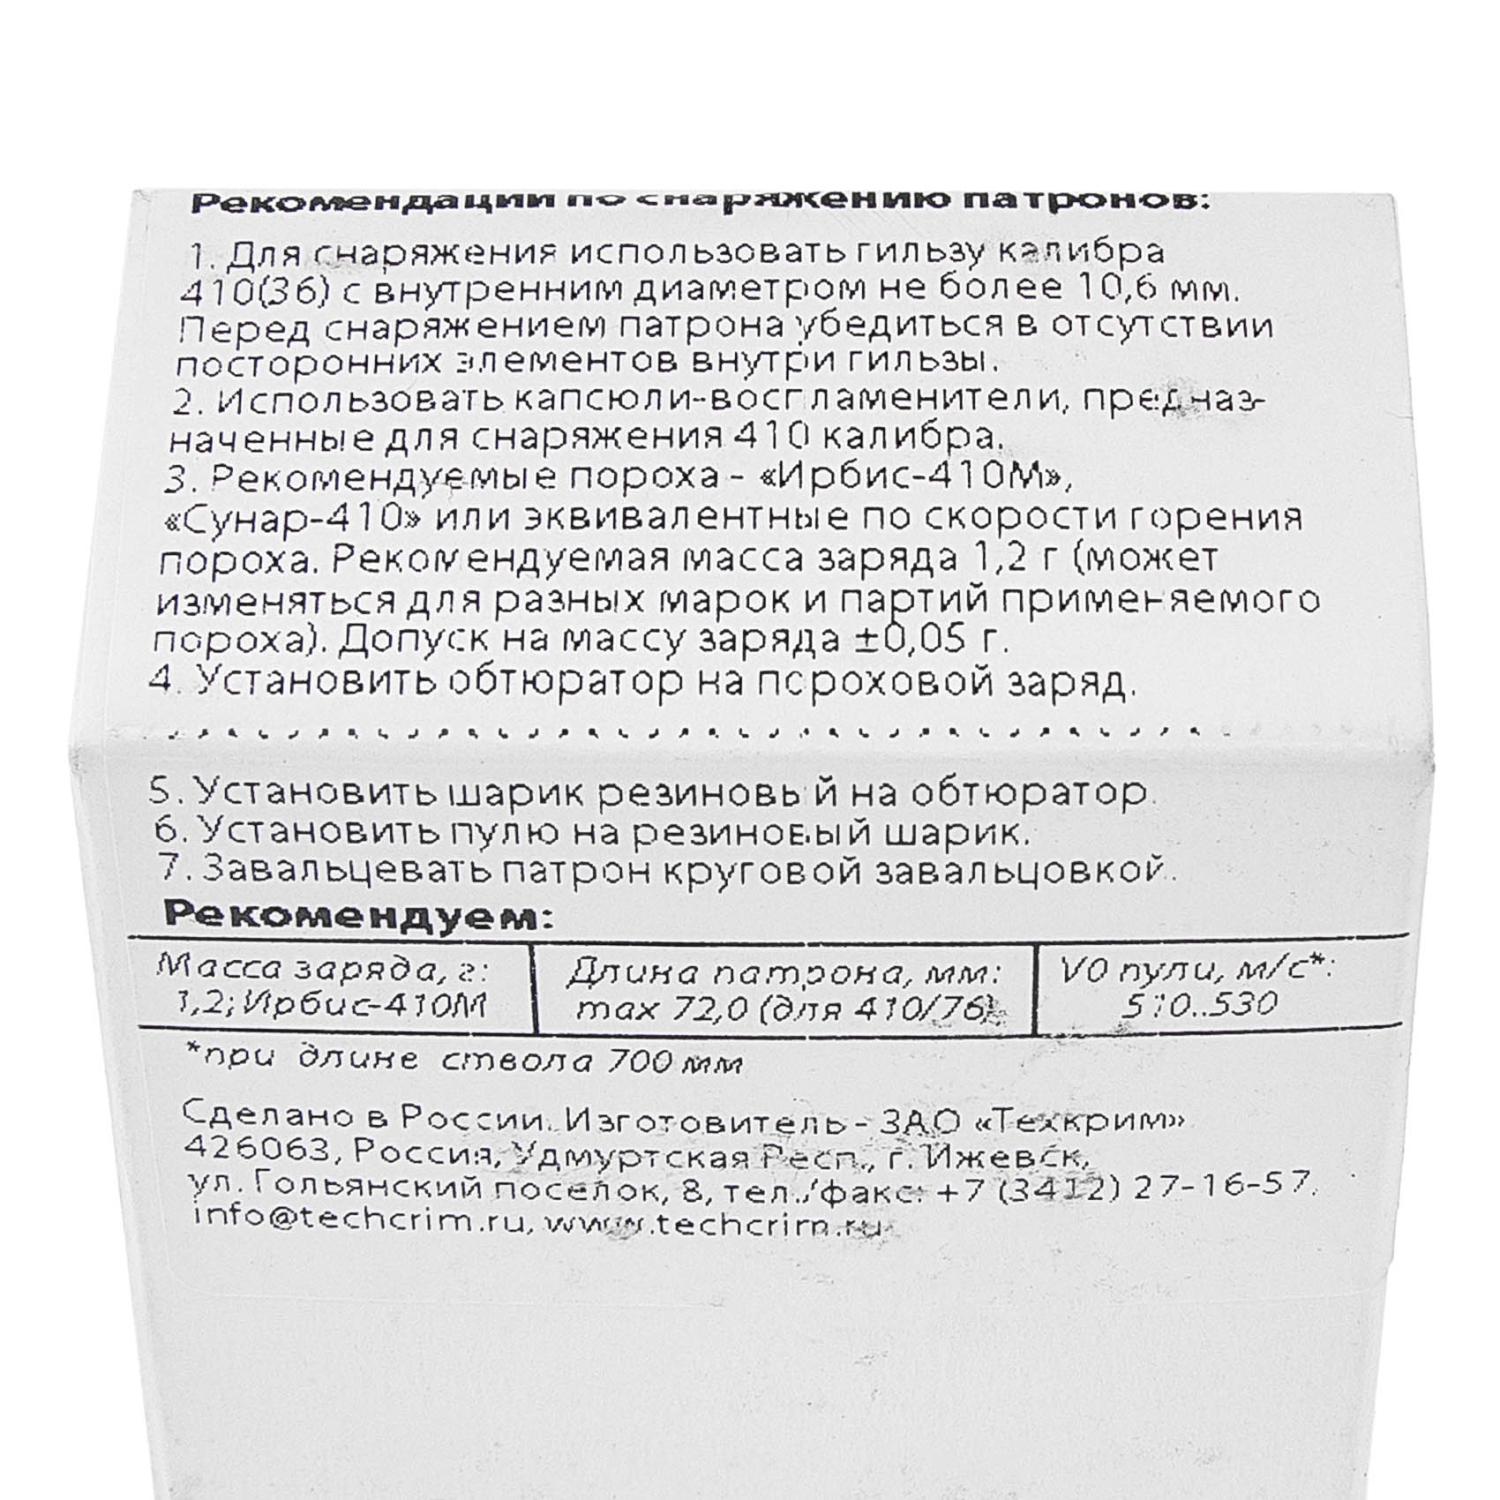 Рекомендации по снаряжению патронов:
1. Для снаряжения использовать гильзу калибра
410(36) с внутренним диаметром не более 10,6 мм.
Перед снаряжением патрона убедиться в отсутствии
посторонних элементов внутри гильзы.
2. Использовать капсюли-воспламенители, предназ-
наченные для снаряжения 410 калибра.
3. Рекомендуемые пороха - «Ирбис-410М»,
«Сунар-410» или эквивалентные по скорости горения
пороха. Рекомендуемая масса заряда 1,2 г (может
изменяться для разных марок и партий применяемого
пороха). Допуск на массу заряда ±0,05 г.
4. Установить обтюратор на пороховой заряд.
5. Установить шарик резиновый на обтюратор.
6. Установить пулю на резиновый шарик.
7. Завальцевать патрон круговой завальцовкой.
Рекомендуем:
Масса заряда, г: Длина патрона, мм: V0 пули, м/с*:
1,2; Ирбис-410М max 72,0 (для 410/76) 510..530
*при длине ствола 700 мм
Сделано в России. Изготовитель - ЗАО «Техкрим»
426063, Россия, Удмуртская Респ., г. Ижевск,
ул. Гольянский поселок, 8, тел./факс: +7 (3412) 27-16-57.
info@techcrim.ru, www.techcrim.ru